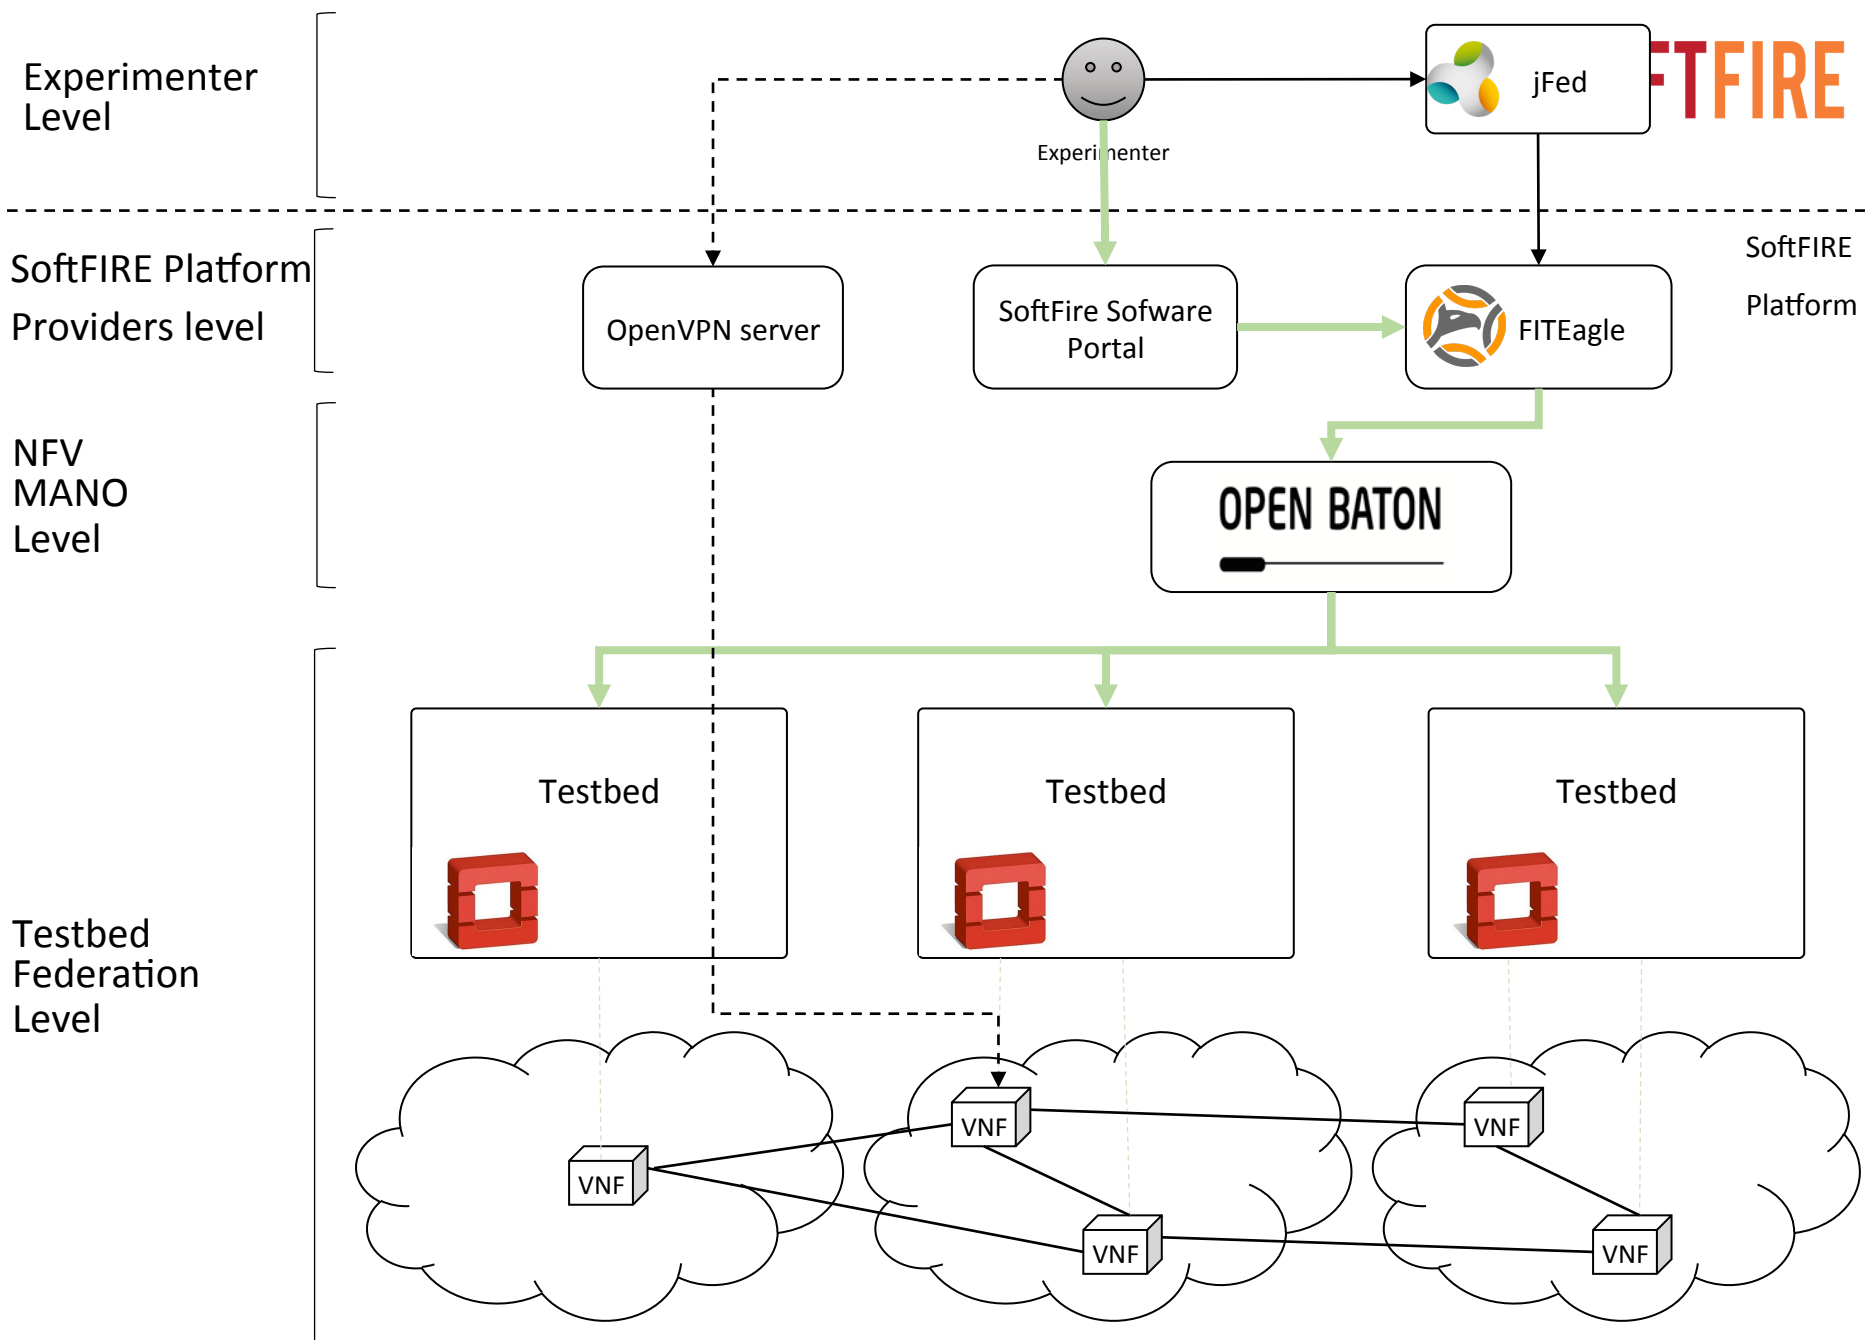 Experimenter
Level
jFed
FTFIRE
Experimenter
SoftFIRE Platform
Providers level
OpenVPN server
SoftFire Sofware
Portal
FITEagle
SoftFIRE
Platform
NFV
MANO
Level
OPEN BATON
Testbed
Testbed
Testbed
Testbed
Federation
Level
VNF
VNF
VNF
VNF
VNF